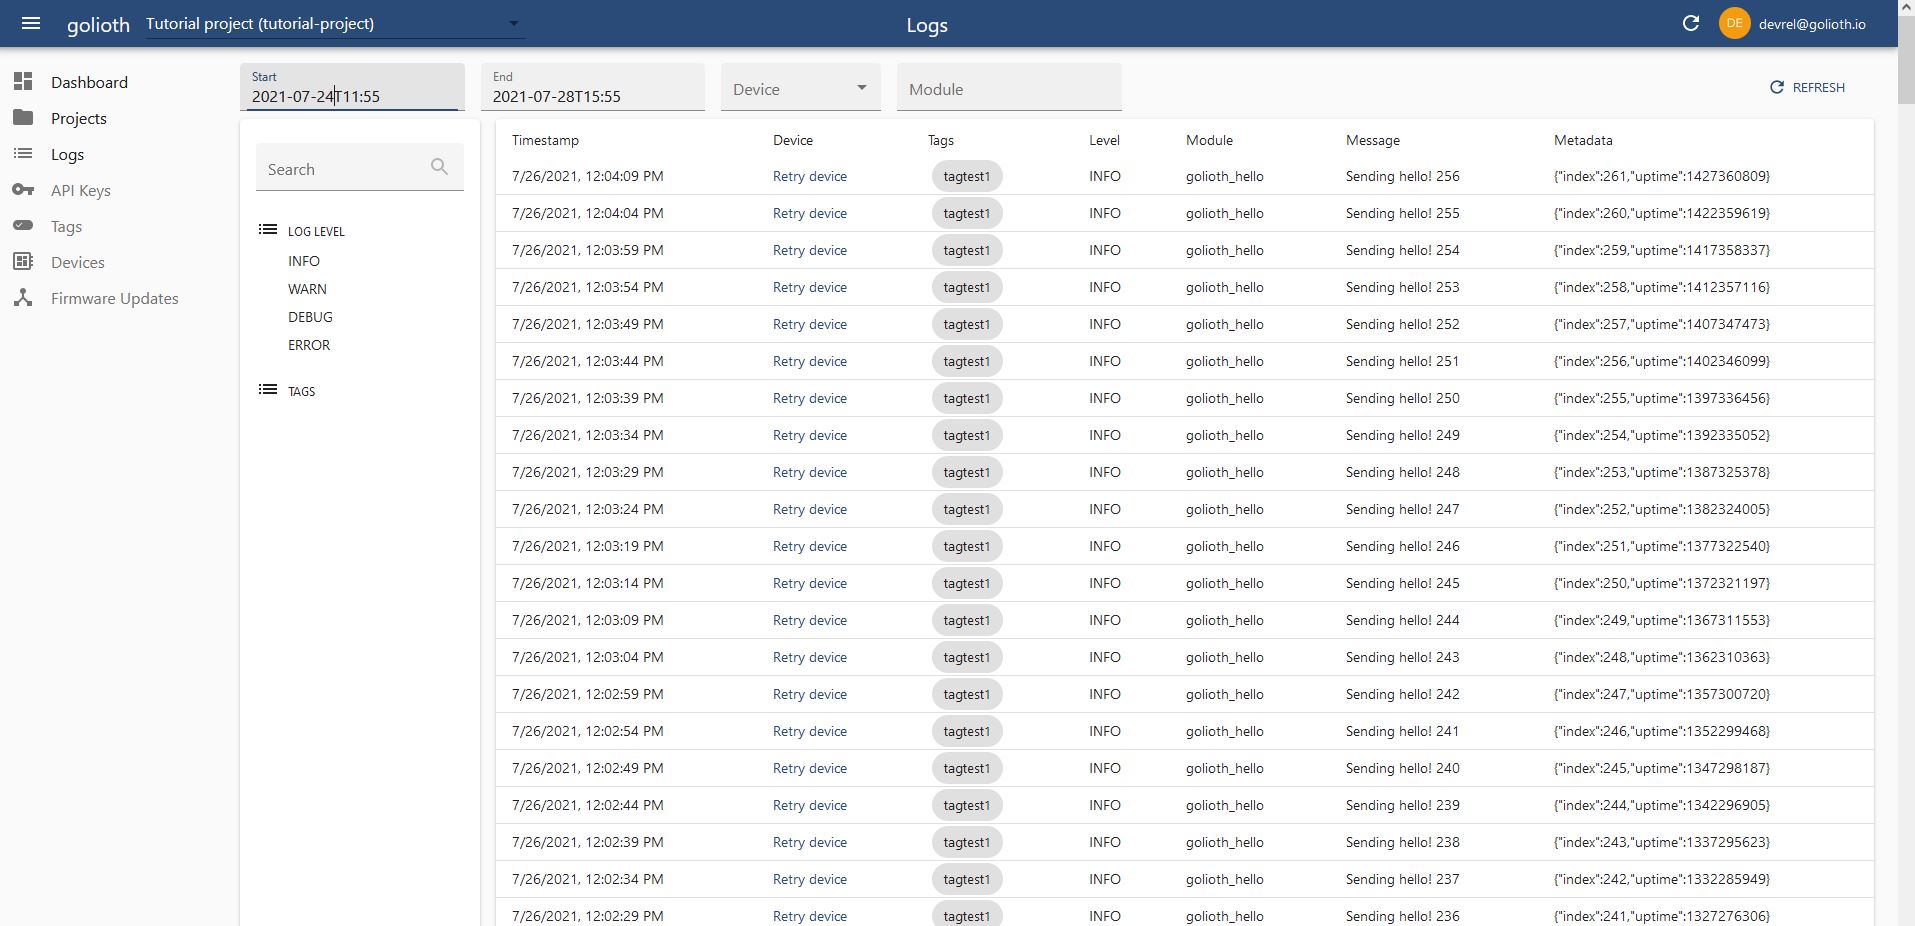 golioth Tutorial project (tutorial-project) Logs DE devrel@golioth.io
Dashboard
Projects
Logs
API Keys
Tags
Devices
Firmware Updates
Start
2021-07-24T11:55
End
2021-07-28T15:55
Device
Module
REFRESH
Search
LOG LEVEL
INFO
WARN
DEBUG
ERROR
TAGS
Timestamp Device Tags Level Module Message Metadata
7/26/2021, 12:04:09 PM Retry device tagtest1 INFO golioth_hello Sending hello! 256 {"index":261,"uptime":1427360809}
7/26/2021, 12:04:04 PM Retry device tagtest1 INFO golioth_hello Sending hello! 255 {"index":260,"uptime":1422359619}
7/26/2021, 12:03:59 PM Retry device tagtest1 INFO golioth_hello Sending hello! 254 {"index":259,"uptime":1417358337}
7/26/2021, 12:03:54 PM Retry device tagtest1 INFO golioth_hello Sending hello! 253 {"index":258,"uptime":1412357116}
7/26/2021, 12:03:49 PM Retry device tagtest1 INFO golioth_hello Sending hello! 252 {"index":257,"uptime":1407347473}
7/26/2021, 12:03:44 PM Retry device tagtest1 INFO golioth_hello Sending hello! 251 {"index":256,"uptime":1402346099}
7/26/2021, 12:03:39 PM Retry device tagtest1 INFO golioth_hello Sending hello! 250 {"index":255,"uptime":1397336456}
7/26/2021, 12:03:34 PM Retry device tagtest1 INFO golioth_hello Sending hello! 249 {"index":254,"uptime":1392335052}
7/26/2021, 12:03:29 PM Retry device tagtest1 INFO golioth_hello Sending hello! 248 {"index":253,"uptime":1387325378}
7/26/2021, 12:03:24 PM Retry device tagtest1 INFO golioth_hello Sending hello! 247 {"index":252,"uptime":1382324005}
7/26/2021, 12:03:19 PM Retry device tagtest1 INFO golioth_hello Sending hello! 246 {"index":251,"uptime":1377322540}
7/26/2021, 12:03:14 PM Retry device tagtest1 INFO golioth_hello Sending hello! 245 {"index":250,"uptime":1372321197}
7/26/2021, 12:03:09 PM Retry device tagtest1 INFO golioth_hello Sending hello! 244 {"index":249,"uptime":1367311553}
7/26/2021, 12:03:04 PM Retry device tagtest1 INFO golioth_hello Sending hello! 243 {"index":248,"uptime":1362310363}
7/26/2021, 12:02:59 PM Retry device tagtest1 INFO golioth_hello Sending hello! 242 {"index":247,"uptime":1357300720}
7/26/2021, 12:02:54 PM Retry device tagtest1 INFO golioth_hello Sending hello! 241 {"index":246,"uptime":1352299468}
7/26/2021, 12:02:49 PM Retry device tagtest1 INFO golioth_hello Sending hello! 240 {"index":245,"uptime":1347298187}
7/26/2021, 12:02:44 PM Retry device tagtest1 INFO golioth_hello Sending hello! 239 {"index":244,"uptime":1342296905}
7/26/2021, 12:02:39 PM Retry device tagtest1 INFO golioth_hello Sending hello! 238 {"index":243,"uptime":1337295623}
7/26/2021, 12:02:34 PM Retry device tagtest1 INFO golioth_hello Sending hello! 237 {"index":242,"uptime":1332285949}
7/26/2021, 12:02:29 PM Retry device tagtest1 INFO golioth_hello Sending hello! 236 {"index":241,"uptime":1327276306}